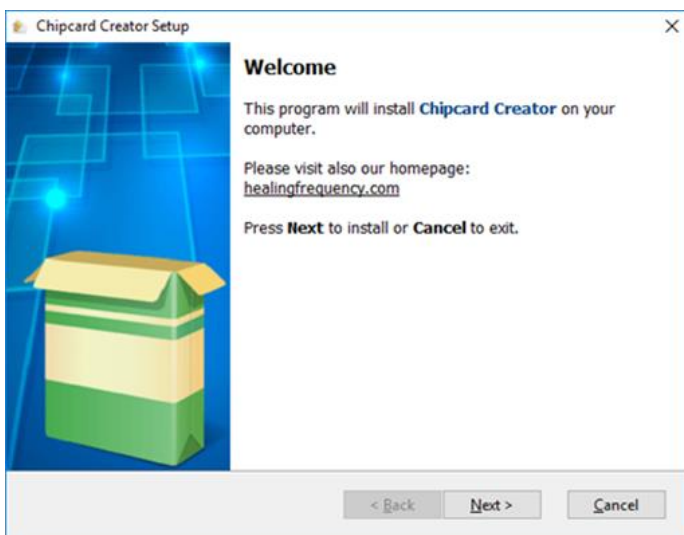 Chipcard Creator Setup
Welcome
This program will install Chipcard Creator on your
computer.
Please visit also our homepage:
healingfrequency.com
Press Next to install or Cancel to exit.
< Back Next > Cancel